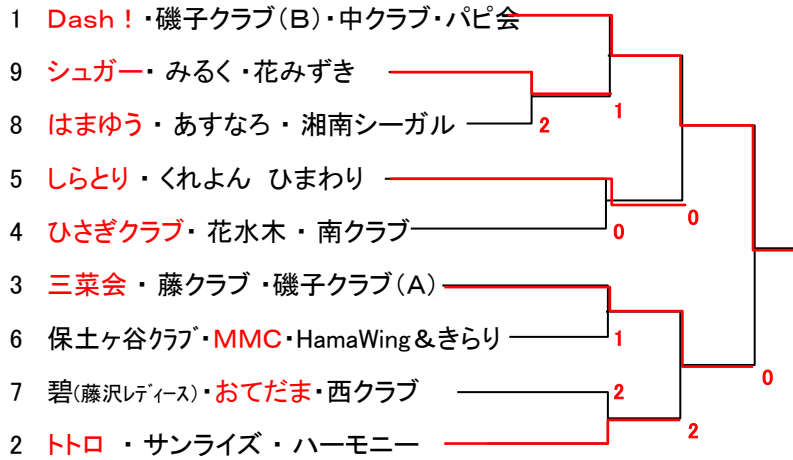 1 Dash！・磯子クラブ（Ｂ）・中クラブ・パピ会
9 シュガー・ みるく ・花みずき
1
8 はまゆう ・ あすなろ ・ 湘南シーガル
2
5 しらとり ・ くれよん ひまわり
0
4 ひさぎクラブ・ 花水木 ・ 南クラブ
0
3 三菜会 ・ 藤クラブ ・磯子クラブ（Ａ）
6 保土ヶ谷クラブ・ＭＭＣ・HamaWing＆きらり
1
0
7 碧(藤沢レディース)・おてだま・西クラブ
2
2 トトロ ・ サンライズ ・ ハーモニー
2